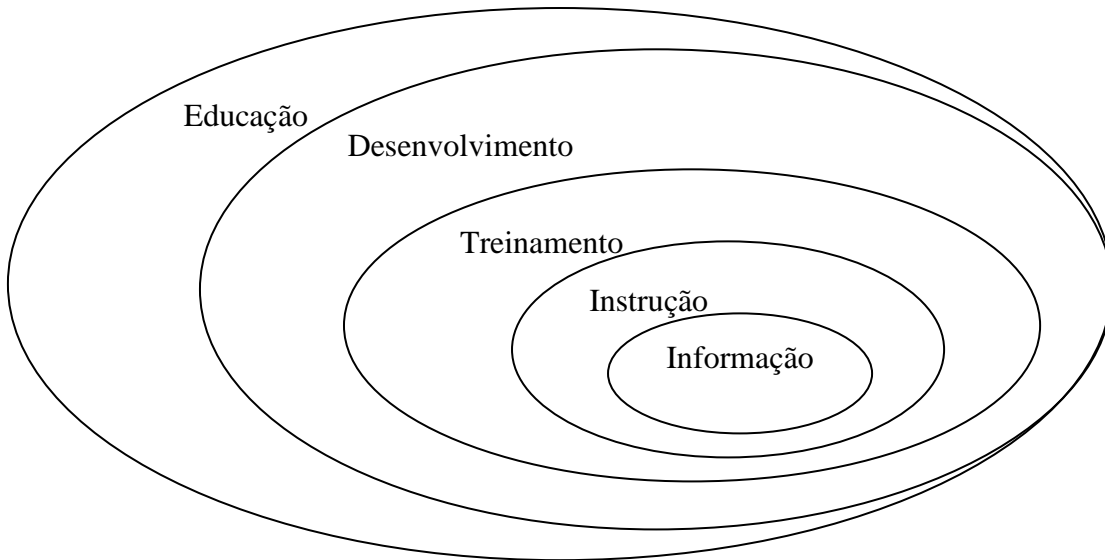 Educação
Desenvolvimento
Treinamento
Instrução
Informação